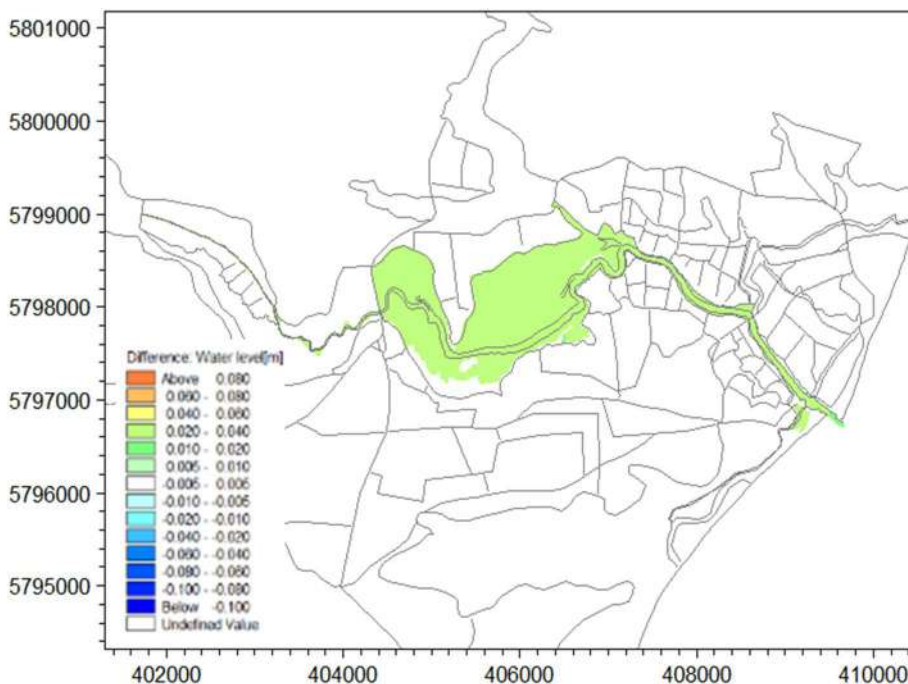 5801000
5800000
5799000
5798000
5797000
5796000
5795000
Difference: Water level[m]
Above 0.080
0.060 - 0.080
0.040 - 0.060
0.020 - 0.040
0.010 - 0.020
0.005 - 0.010
-0.005 - 0.005
-0.010 - -0.005
-0.020 - -0.010
-0.040 - -0.020
-0.060 - -0.040
-0.080 - -0.060
-0.100 - -0.080
Below -0.100
Undefined Value
402000 404000 406000 408000 410000